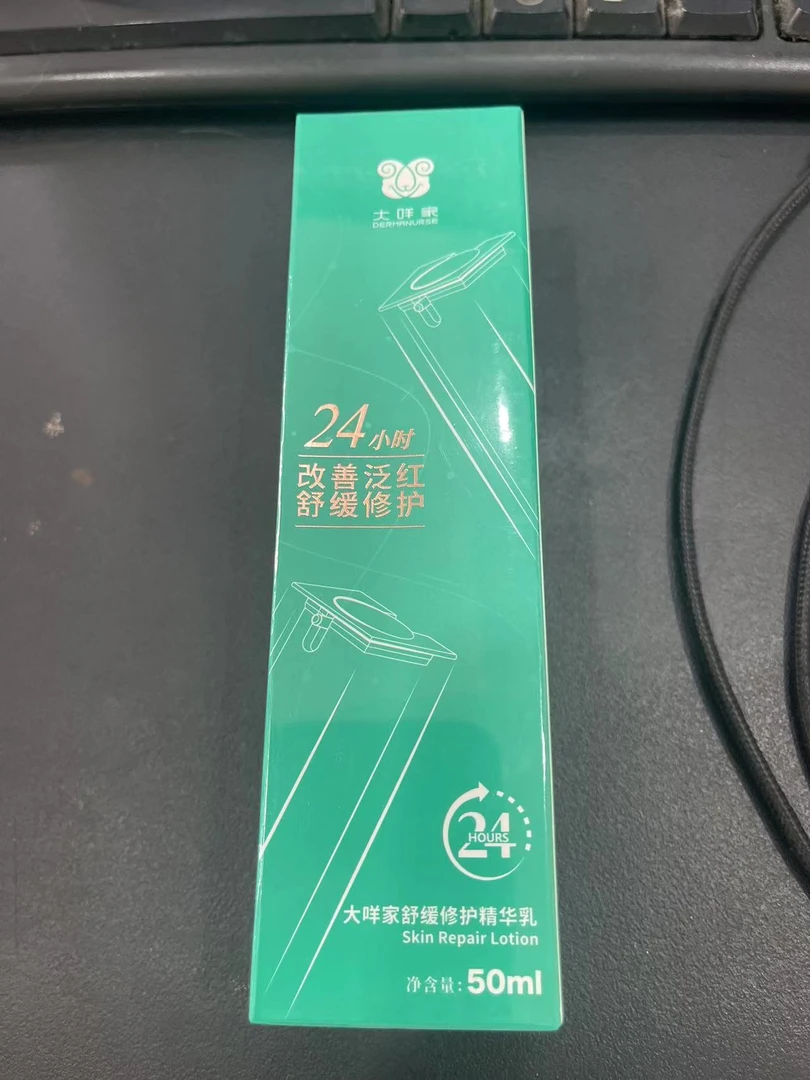 大咩家
DERMANURSE
24小时
改善泛红
舒缓修护
24
HOURS
大咩家舒缓修护精华乳
Skin Repair Lotion
净含量：50ml